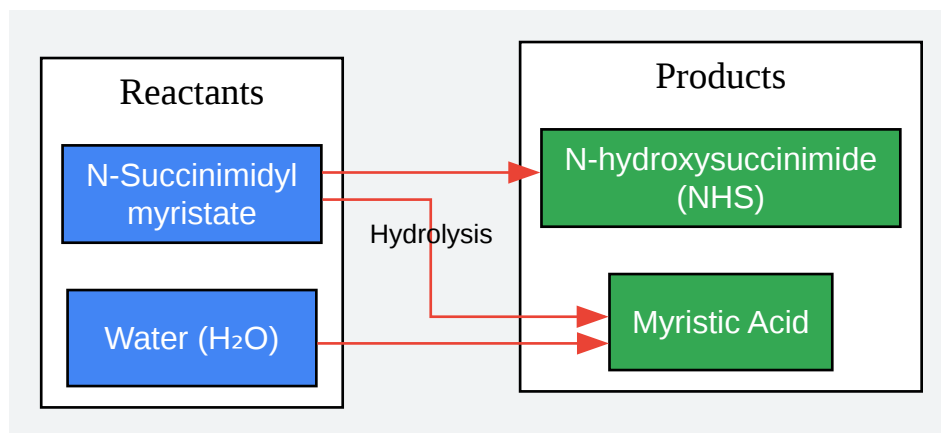 Reactants
N-Succinimidyl
myristate
Water (H₂O)
Hydrolysis
Products
N-hydroxysuccinimide
(NHS)
Myristic Acid